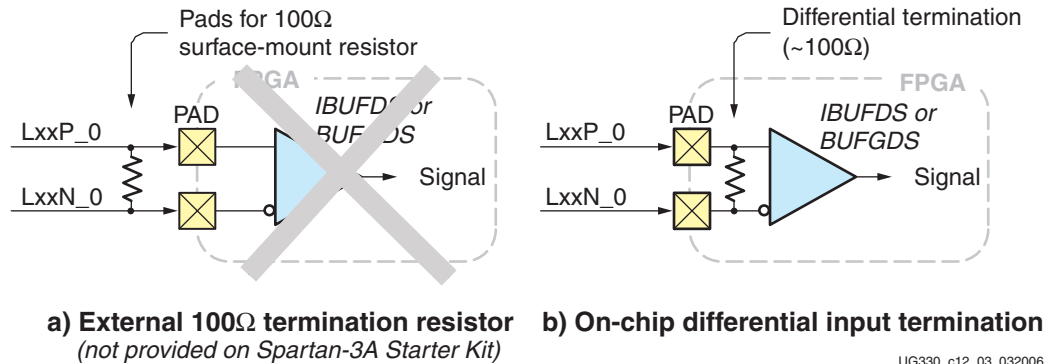 Pads for 100Ω
surface-mount resistor
FPGA
PAD
IBUFDS or
BUFGDS
LxxP_0
LxxN_0
Signal
a) External 100Ω termination resistor
(not provided on Spartan-3A Starter Kit)
Differential termination
(~100Ω)
FPGA
PAD
IBUFDS or
BUFGDS
LxxP_0
LxxN_0
Signal
b) On-chip differential input termination
UG330_c12_03_032006